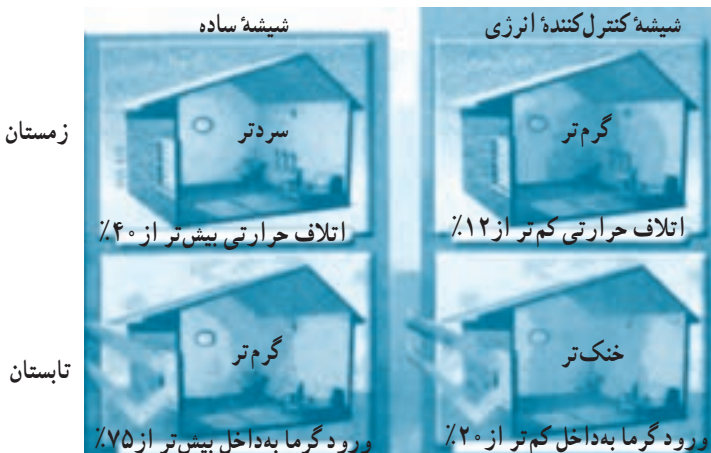 شیشهٔ کنترل‌کنندهٔ انرژی
شیشهٔ ساده
زمستان
گرم‌تر
سردتر
اتلاف حرارتی کم‌تر از ۱۲٪
اتلاف حرارتی بیش‌تر از ۴۰٪
تابستان
خنک‌تر
گرم‌تر
ورود گرما به‌داخل کم‌تر از ۲۰٪
ورود گرما به‌داخل بیش‌تر از ۷۵٪